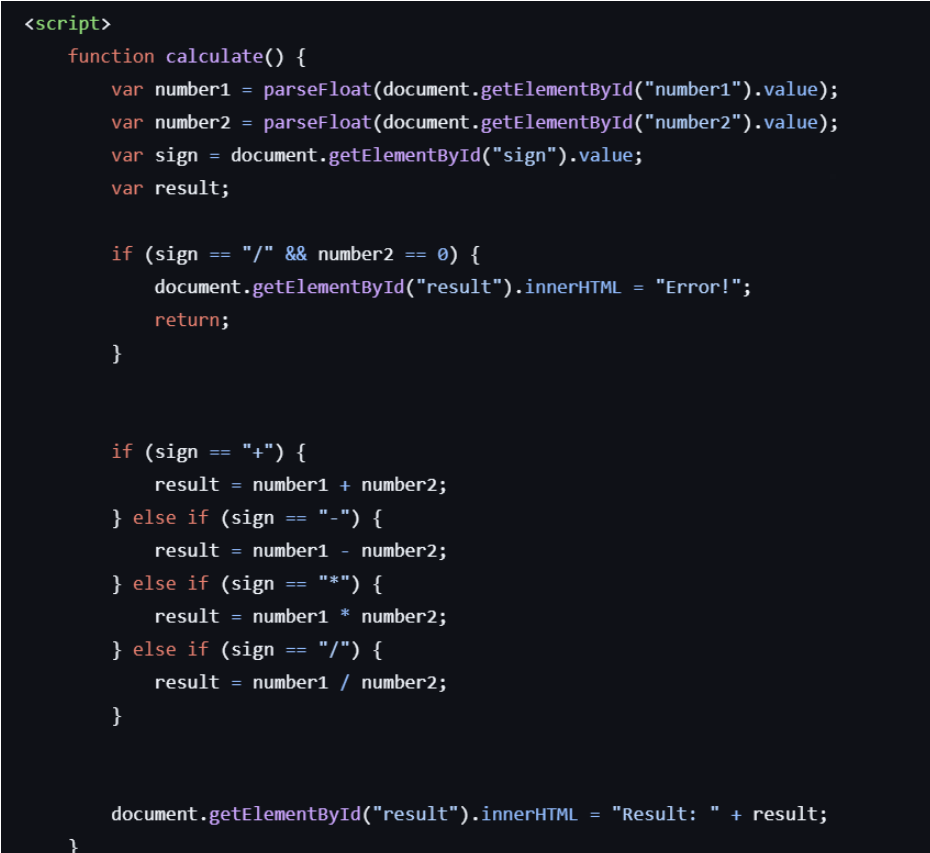 <script>
function calculate() {
var number1 = parseFloat(document.getElementById("number1").value);
var number2 = parseFloat(document.getElementById("number2").value);
var sign = document.getElementById("sign").value;
var result;
if (sign == "/" && number2 == 0) {
document.getElementById("result").innerHTML = "Error!";
return;
}
if (sign == "+") {
result = number1 + number2;
} else if (sign == "-") {
result = number1 - number2;
} else if (sign == "*") {
result = number1 * number2;
} else if (sign == "/") {
result = number1 / number2;
}
document.getElementById("result").innerHTML = "Result: " + result;
}